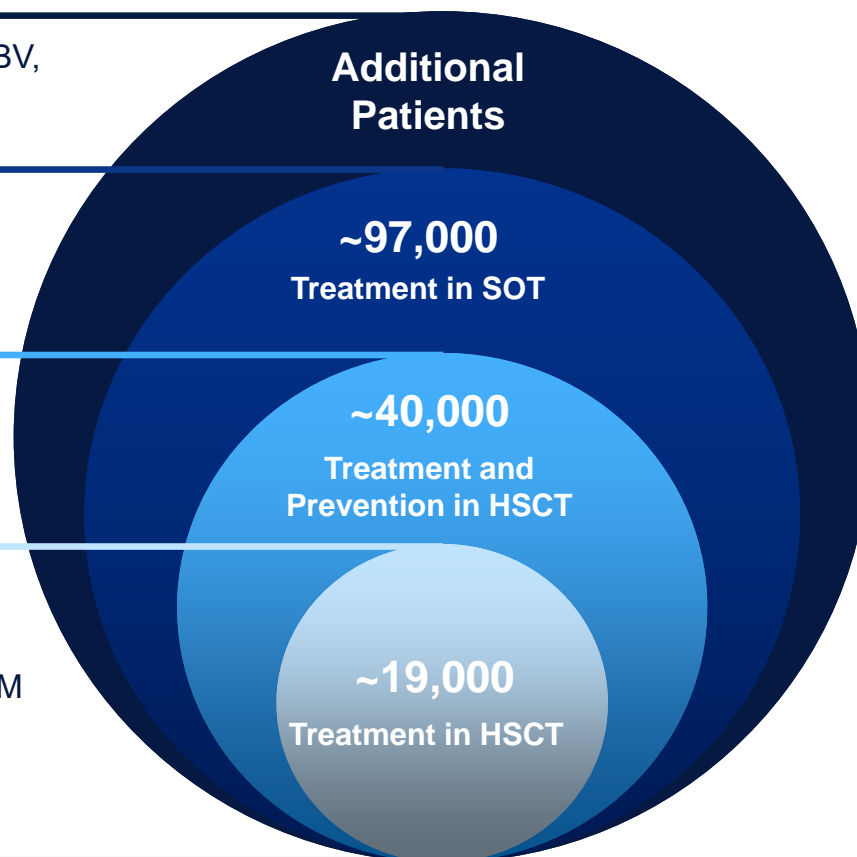 BV,
Additional
Patients
~97,000
Treatment in SOT
~40,000
Treatment and
Prevention in HSCT
~19,000
M
Treatment in HSCT